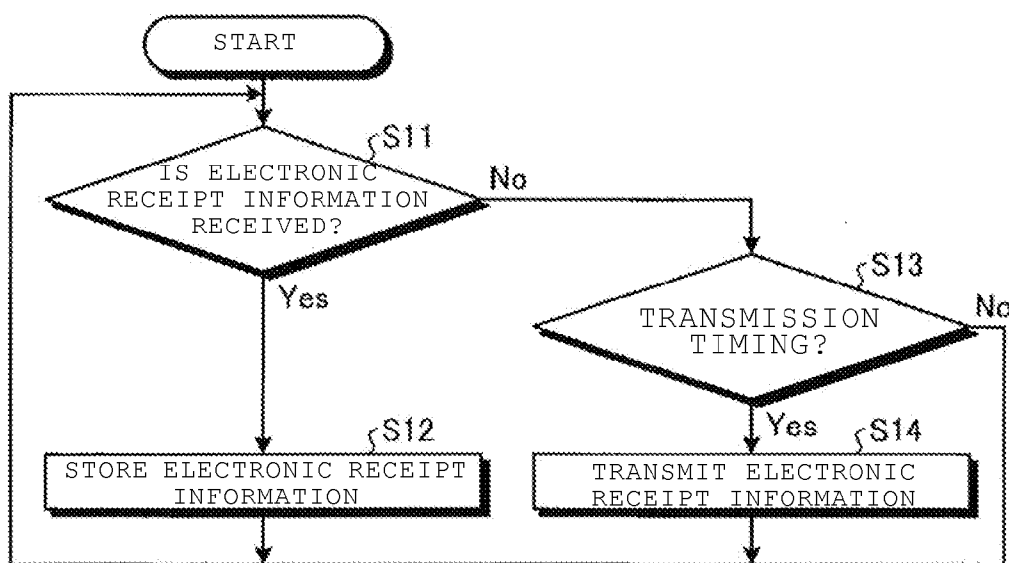 START
S11
IS ELECTRONIC
RECEIPT INFORMATION
RECEIVED?
No
Yes
S13
TRANSMISSION
TIMING?
No
Yes
S12
STORE ELECTRONIC RECEIPT
INFORMATION
S14
TRANSMIT ELECTRONIC
RECEIPT INFORMATION